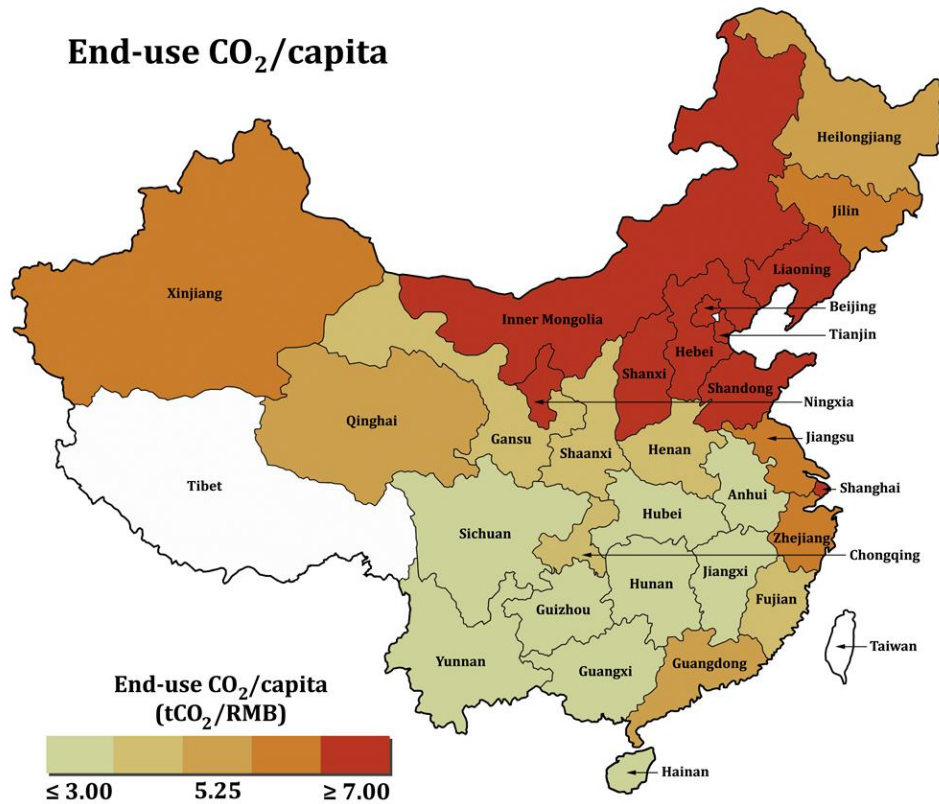 End-use CO₂/capita
Heilongjiang
Jilin
Liaoning
Xinjiang
Beijing
Inner Mongolia
Tianjin
Hebei
Shanxi
Shandong
Ningxia
Qinghai
Jiangsu
Gansu
Henan
Shaanxi
Tibet
Shanghai
Anhui
Hubei
Sichuan
Zhejiang
Chongqing
Jiangxi
Hunan
Fujian
Guizhou
Taiwan
Yunnan
Guangdong
Guangxi
End-use CO₂/capita
(tCO₂/RMB)
≤ 3.00 5.25 ≥ 7.00
Hainan